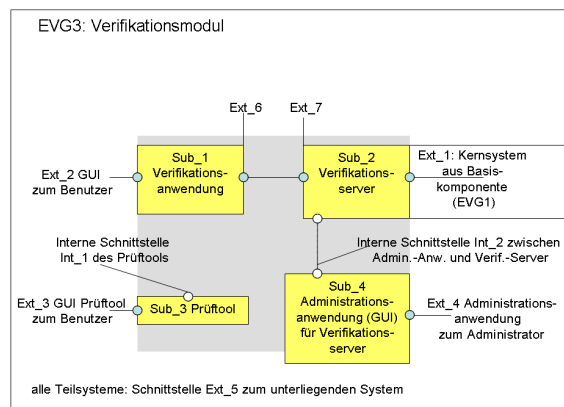 EVG3: Verifikationsmodul
Ext_6
Ext_7
Sub_1
Verifikations-
anwendung
Sub_2
Verifikations-
server
Ext_1: Kernsystem
aus Basis-
komponente
(EVG1)
Ext_2 GUI
zum Benutzer
Interne Schnittstelle
Int_1 des Prüftools
Interne Schnittstelle Int_2 zwischen
Admin.-Anw. und Verif.-Server
Ext_3 GUI Prüftool
zum Benutzer
Sub_3 Prüftool
Sub_4
Administrations-
anwendung (GUI)
für Verifikations-
server
Ext_4 Administrations-
anwendung
zum Administrator
alle Teilsysteme: Schnittstelle Ext_5 zum unterliegenden System